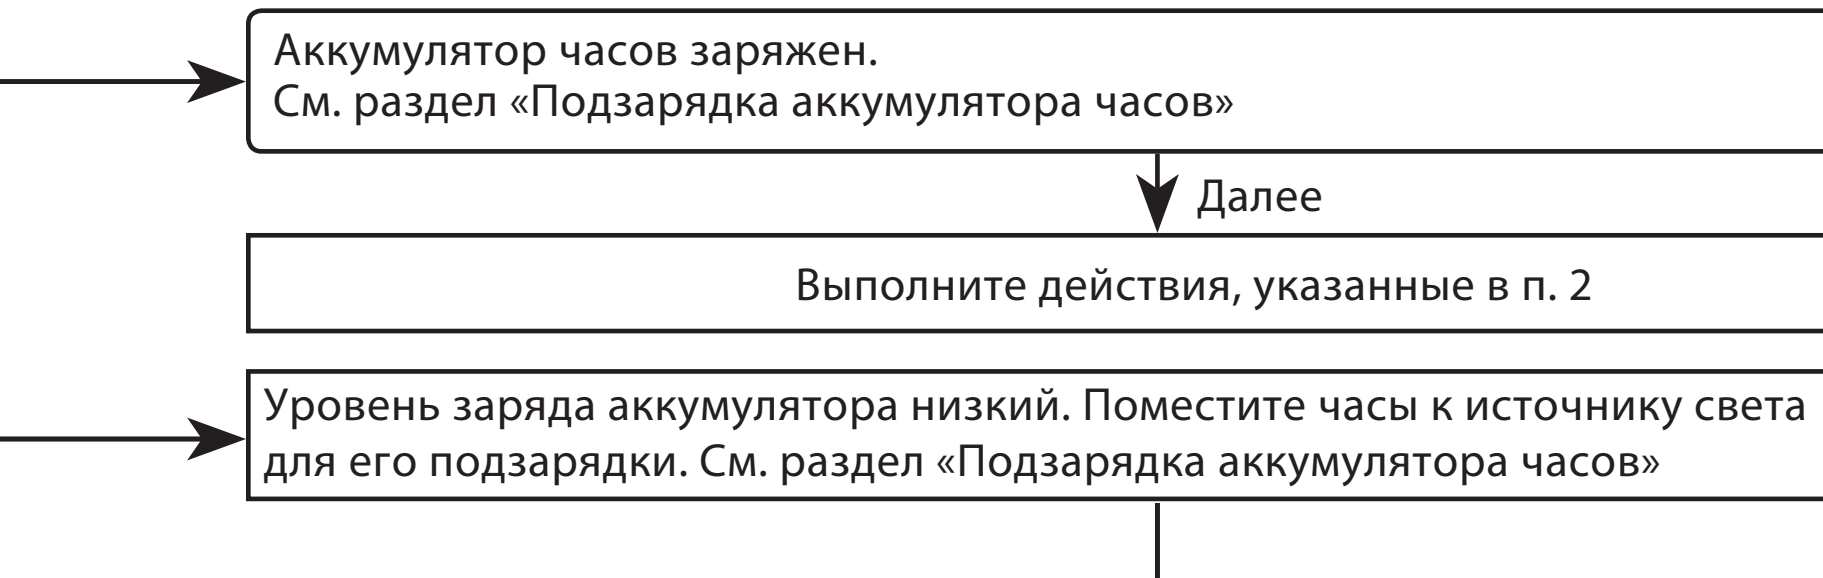 Аккумулятор часов заряжен.
См. раздел «Подзарядка аккумулятора часов»
Далее
Выполните действия, указанные в п. 2
Уровень заряда аккумулятора низкий. Поместите часы к источнику света
для его подзарядки. См. раздел «Подзарядка аккумулятора часов»